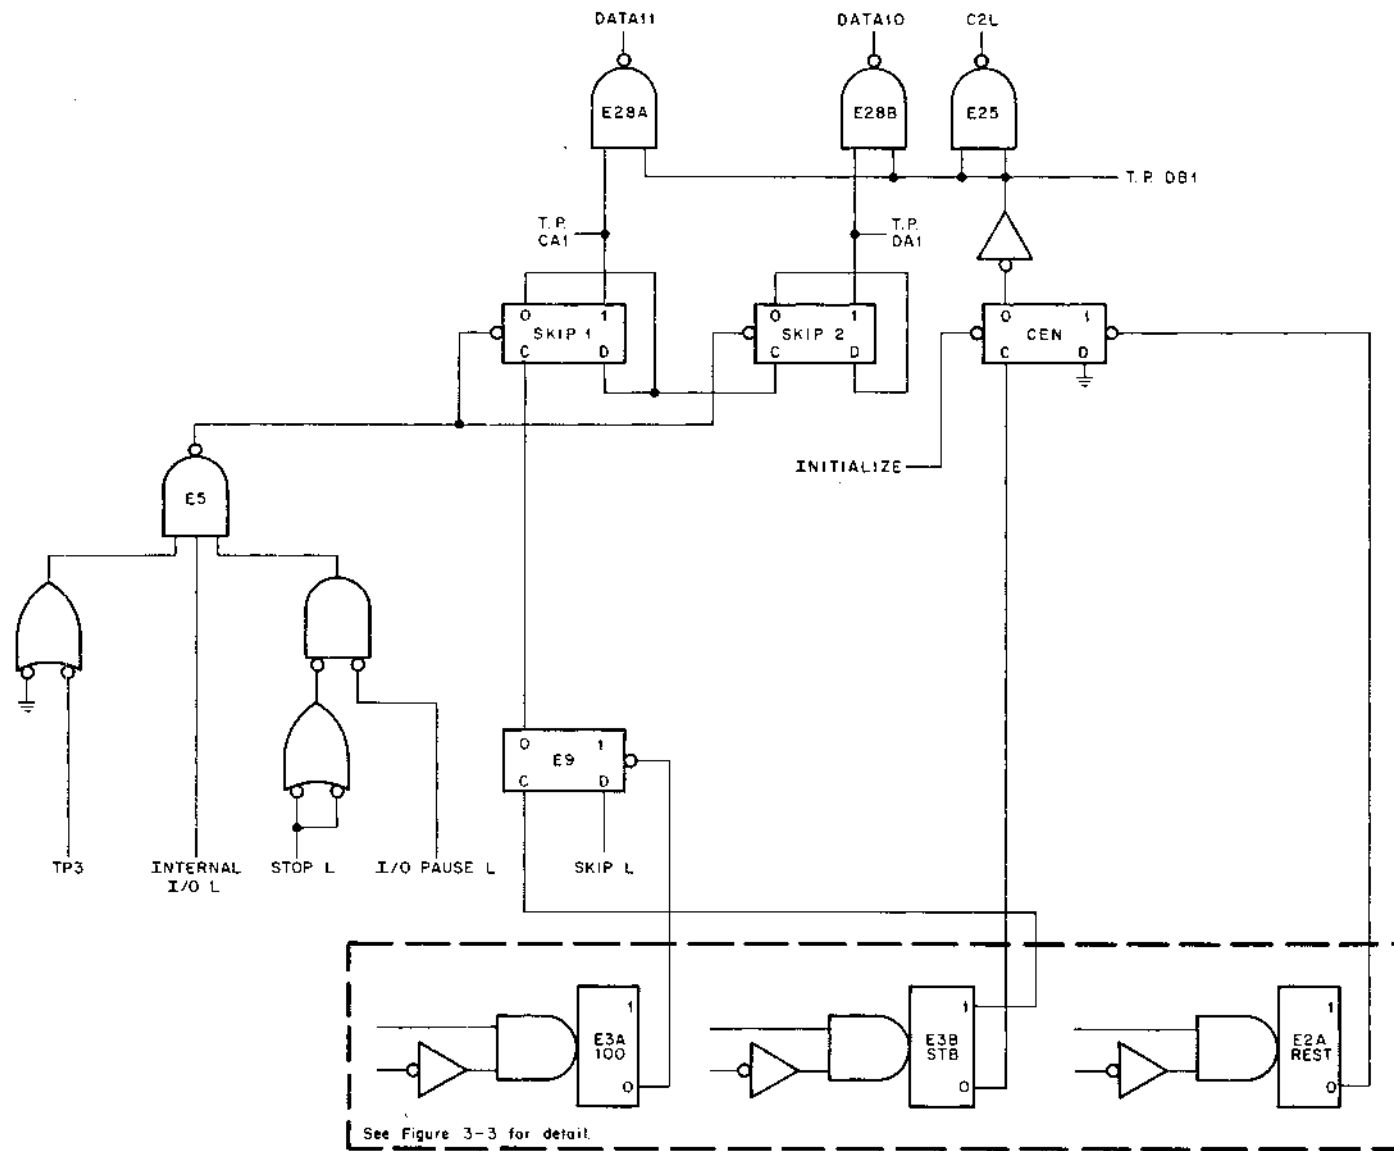 DATA11
DATA10
C2L
E28A
E28B
E25
T.P. DB1
T.P.
CA1
T.P.
DA1
0 1
SKIP 1
C D
0 1
SKIP 2
C D
0 1
CEN
C D
INITIALIZE
E5
0 1
E9
C D
TP3
INTERNAL
I/O L
STOP L
I/O PAUSE L
SKIP L
1
E3A
100
0
1
E3B
STB
0
1
E2A
REST
0
See Figure 3-3 for detail.